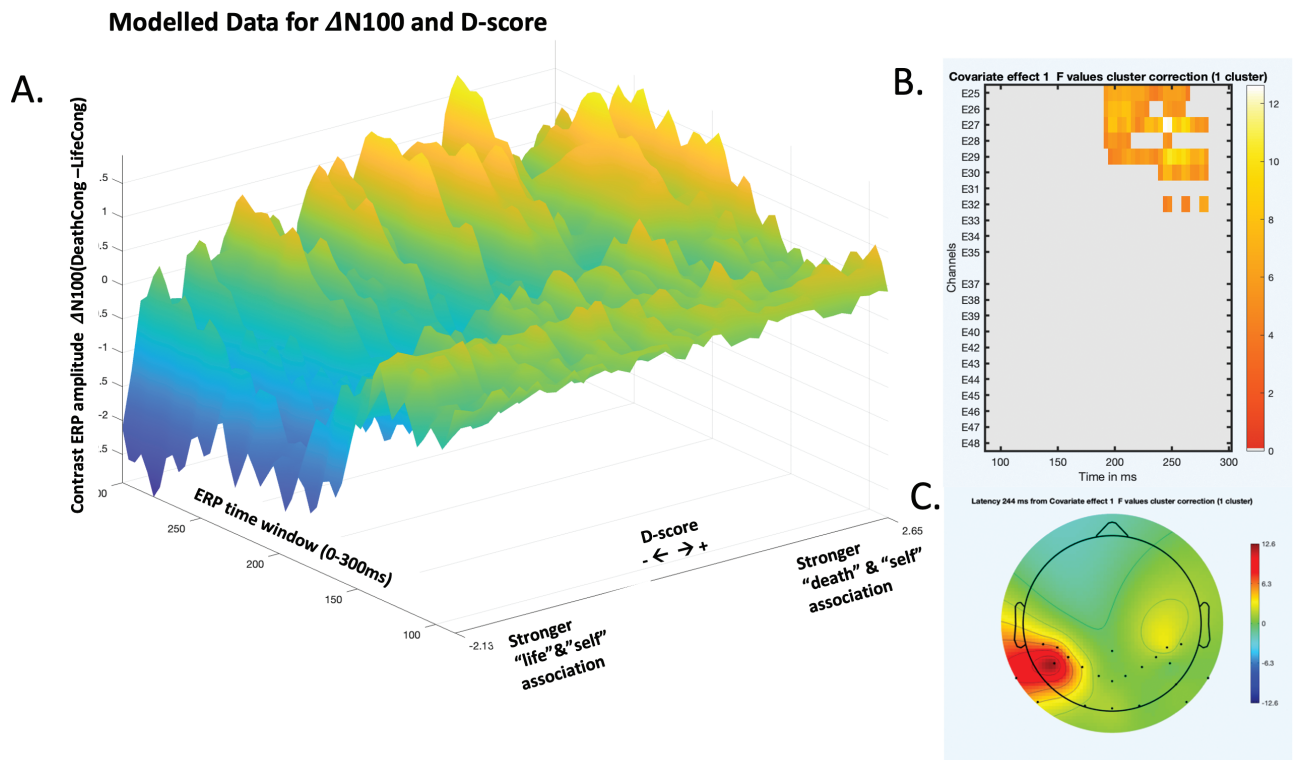 Modelled Data for ΔN100 and D-score
A.
Contrast ERP amplitude ΔN100(DeathCong –LifeCong)
.5
1
.5
0
.5
-1
.5
-2
.5
00
250
200
150
100
ERP time window (0-300ms)
-2.13
2.65
D-score
- ← → +
Stronger
“life”&”self”
association
Stronger
“death” & “self”
association
B.
Covariate effect 1 F values cluster correction (1 cluster)
Channels
E25
E26
E27
E28
E29
E30
E31
E32
E33
E34
E35
E37
E38
E39
E40
E42
E43
E44
E45
E46
E47
E48
100
150
200
250
300
Time in ms
12
10
8
6
4
2
0
C.
Latency 244 ms from Covariate effect 1 F values cluster correction (1 cluster)
12.6
6.3
0
-6.3
-12.6